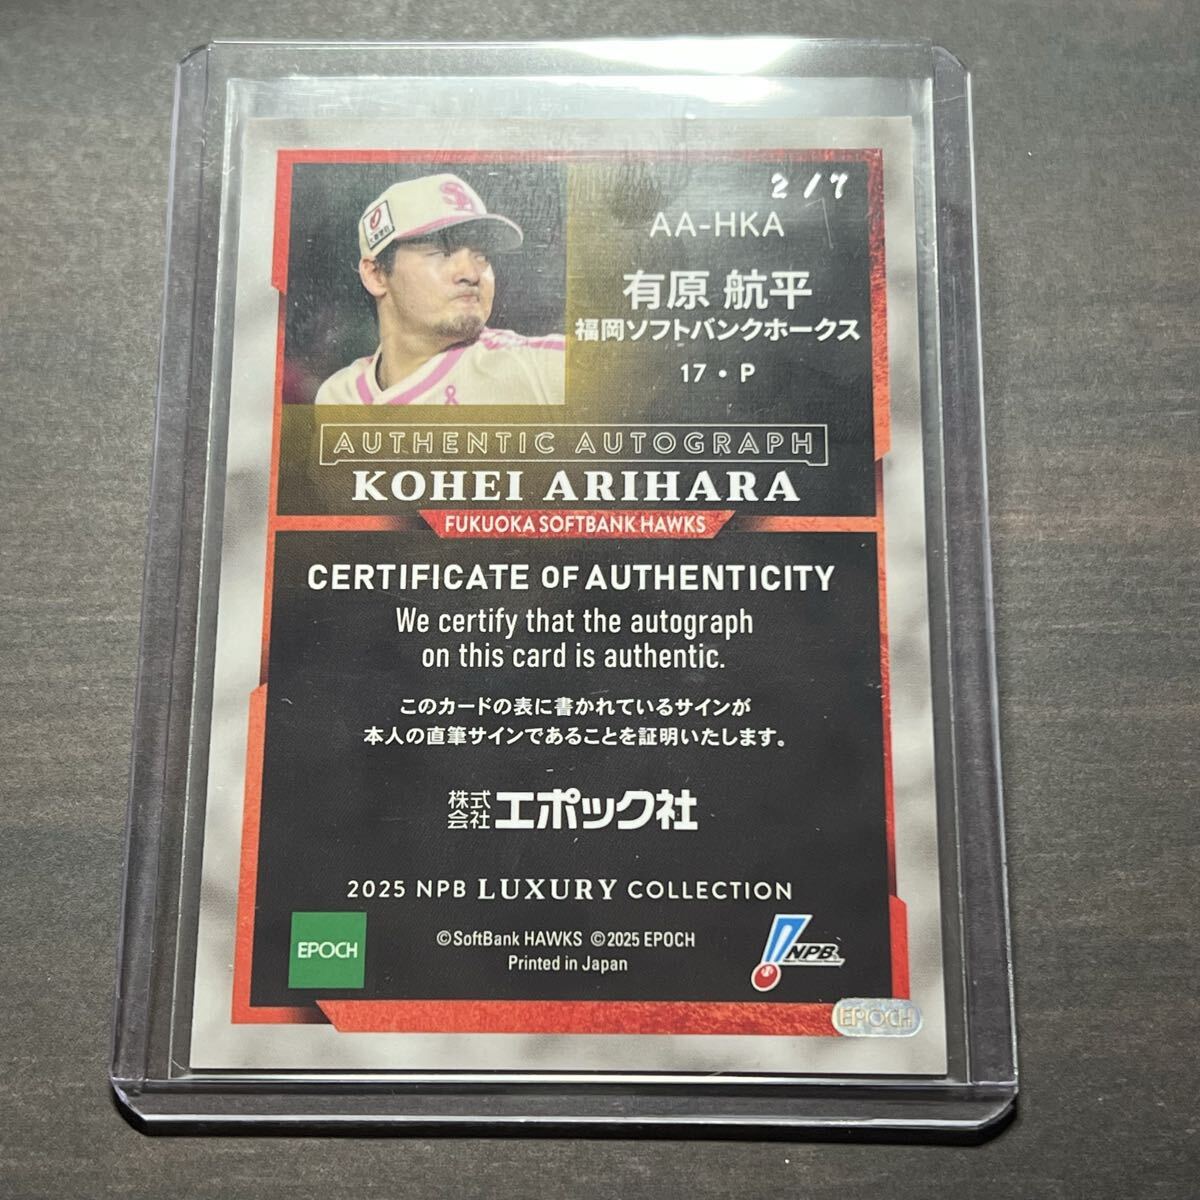 2/7
AA-HKA
有原 航平
福岡ソフトバンクホークス
17・P
AUTHENTIC AUTOGRAPH
KOHEI ARIHARA
FUKUOKA SOFTBANK HAWKS
CERTIFICATE OF AUTHENTICITY
We certify that the autograph
on this card is authentic.
このカードの表に書かれているサインが
本人の直筆サインであることを証明いたします。
株式会社エポック社
2025 NPB LUXURY COLLECTION
EPOCH
©SoftBank HAWKS ©2025 EPOCH
Printed in Japan
NPB
EPOCH